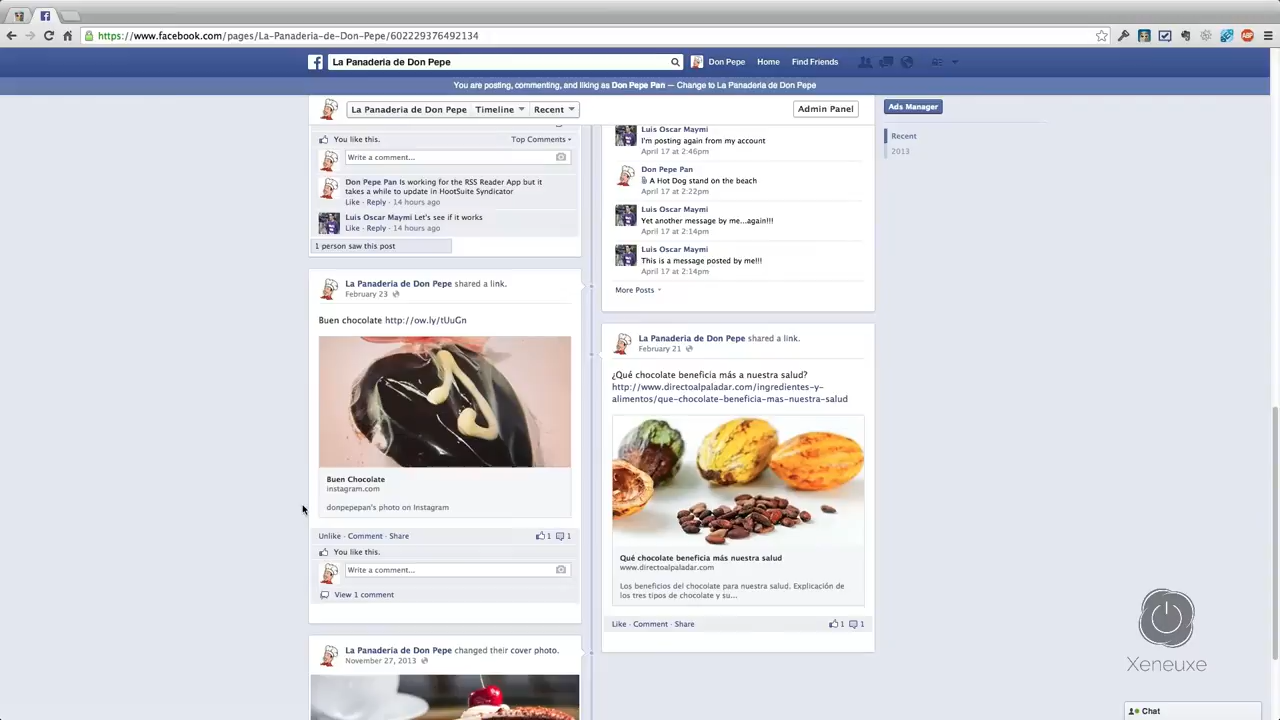 https://www.facebook.com/pages/La-Panaderia-de-Don-Pepe/602229376492134
La Panaderia de Don Pepe
Don Pepe
Home
Find Friends
You are posting, commenting, and liking as Don Pepe Pan — Change to La Panaderia de Don Pepe
La Panaderia de Don Pepe
Timeline
Recent
Admin Panel
Ads Manager
Recent
2013
You like this.
Top Comments
Write a comment...
Don Pepe Pan Is working for the RSS Reader App but it
takes a while to update in HootSuite Syndicator
Like · Reply · 14 hours ago
Luis Oscar Maymi Let's see if it works
Like · Reply · 14 hours ago
1 person saw this post
La Panaderia de Don Pepe shared a link.
February 23
Buen chocolate http://ow.ly/tUuGn
Buen Chocolate
instagram.com
donpepepan's photo on Instagram
Unlike · Comment · Share
1
1
You like this.
Write a comment...
View 1 comment
La Panaderia de Don Pepe changed their cover photo.
November 27, 2013
Luis Oscar Maymi
I'm posting again from my account
April 17 at 2:46pm
Don Pepe Pan
A Hot Dog stand on the beach
April 17 at 2:22pm
Luis Oscar Maymi
Yet another message by me...again!!!
April 17 at 2:14pm
Luis Oscar Maymi
This is a message posted by me!!!
April 17 at 2:14pm
More Posts
La Panaderia de Don Pepe shared a link.
February 21
¿Qué chocolate beneficia más a nuestra salud?
http://www.directoalpaladar.com/ingredientes-y-
alimentos/que-chocolate-beneficia-mas-nuestra-salud
Qué chocolate beneficia más nuestra salud
www.directoalpaladar.com
Los beneficios del chocolate para nuestra salud. Explicación de
los tres tipos de chocolate y su...
Like · Comment · Share
1
1
Xeneuxe
Chat